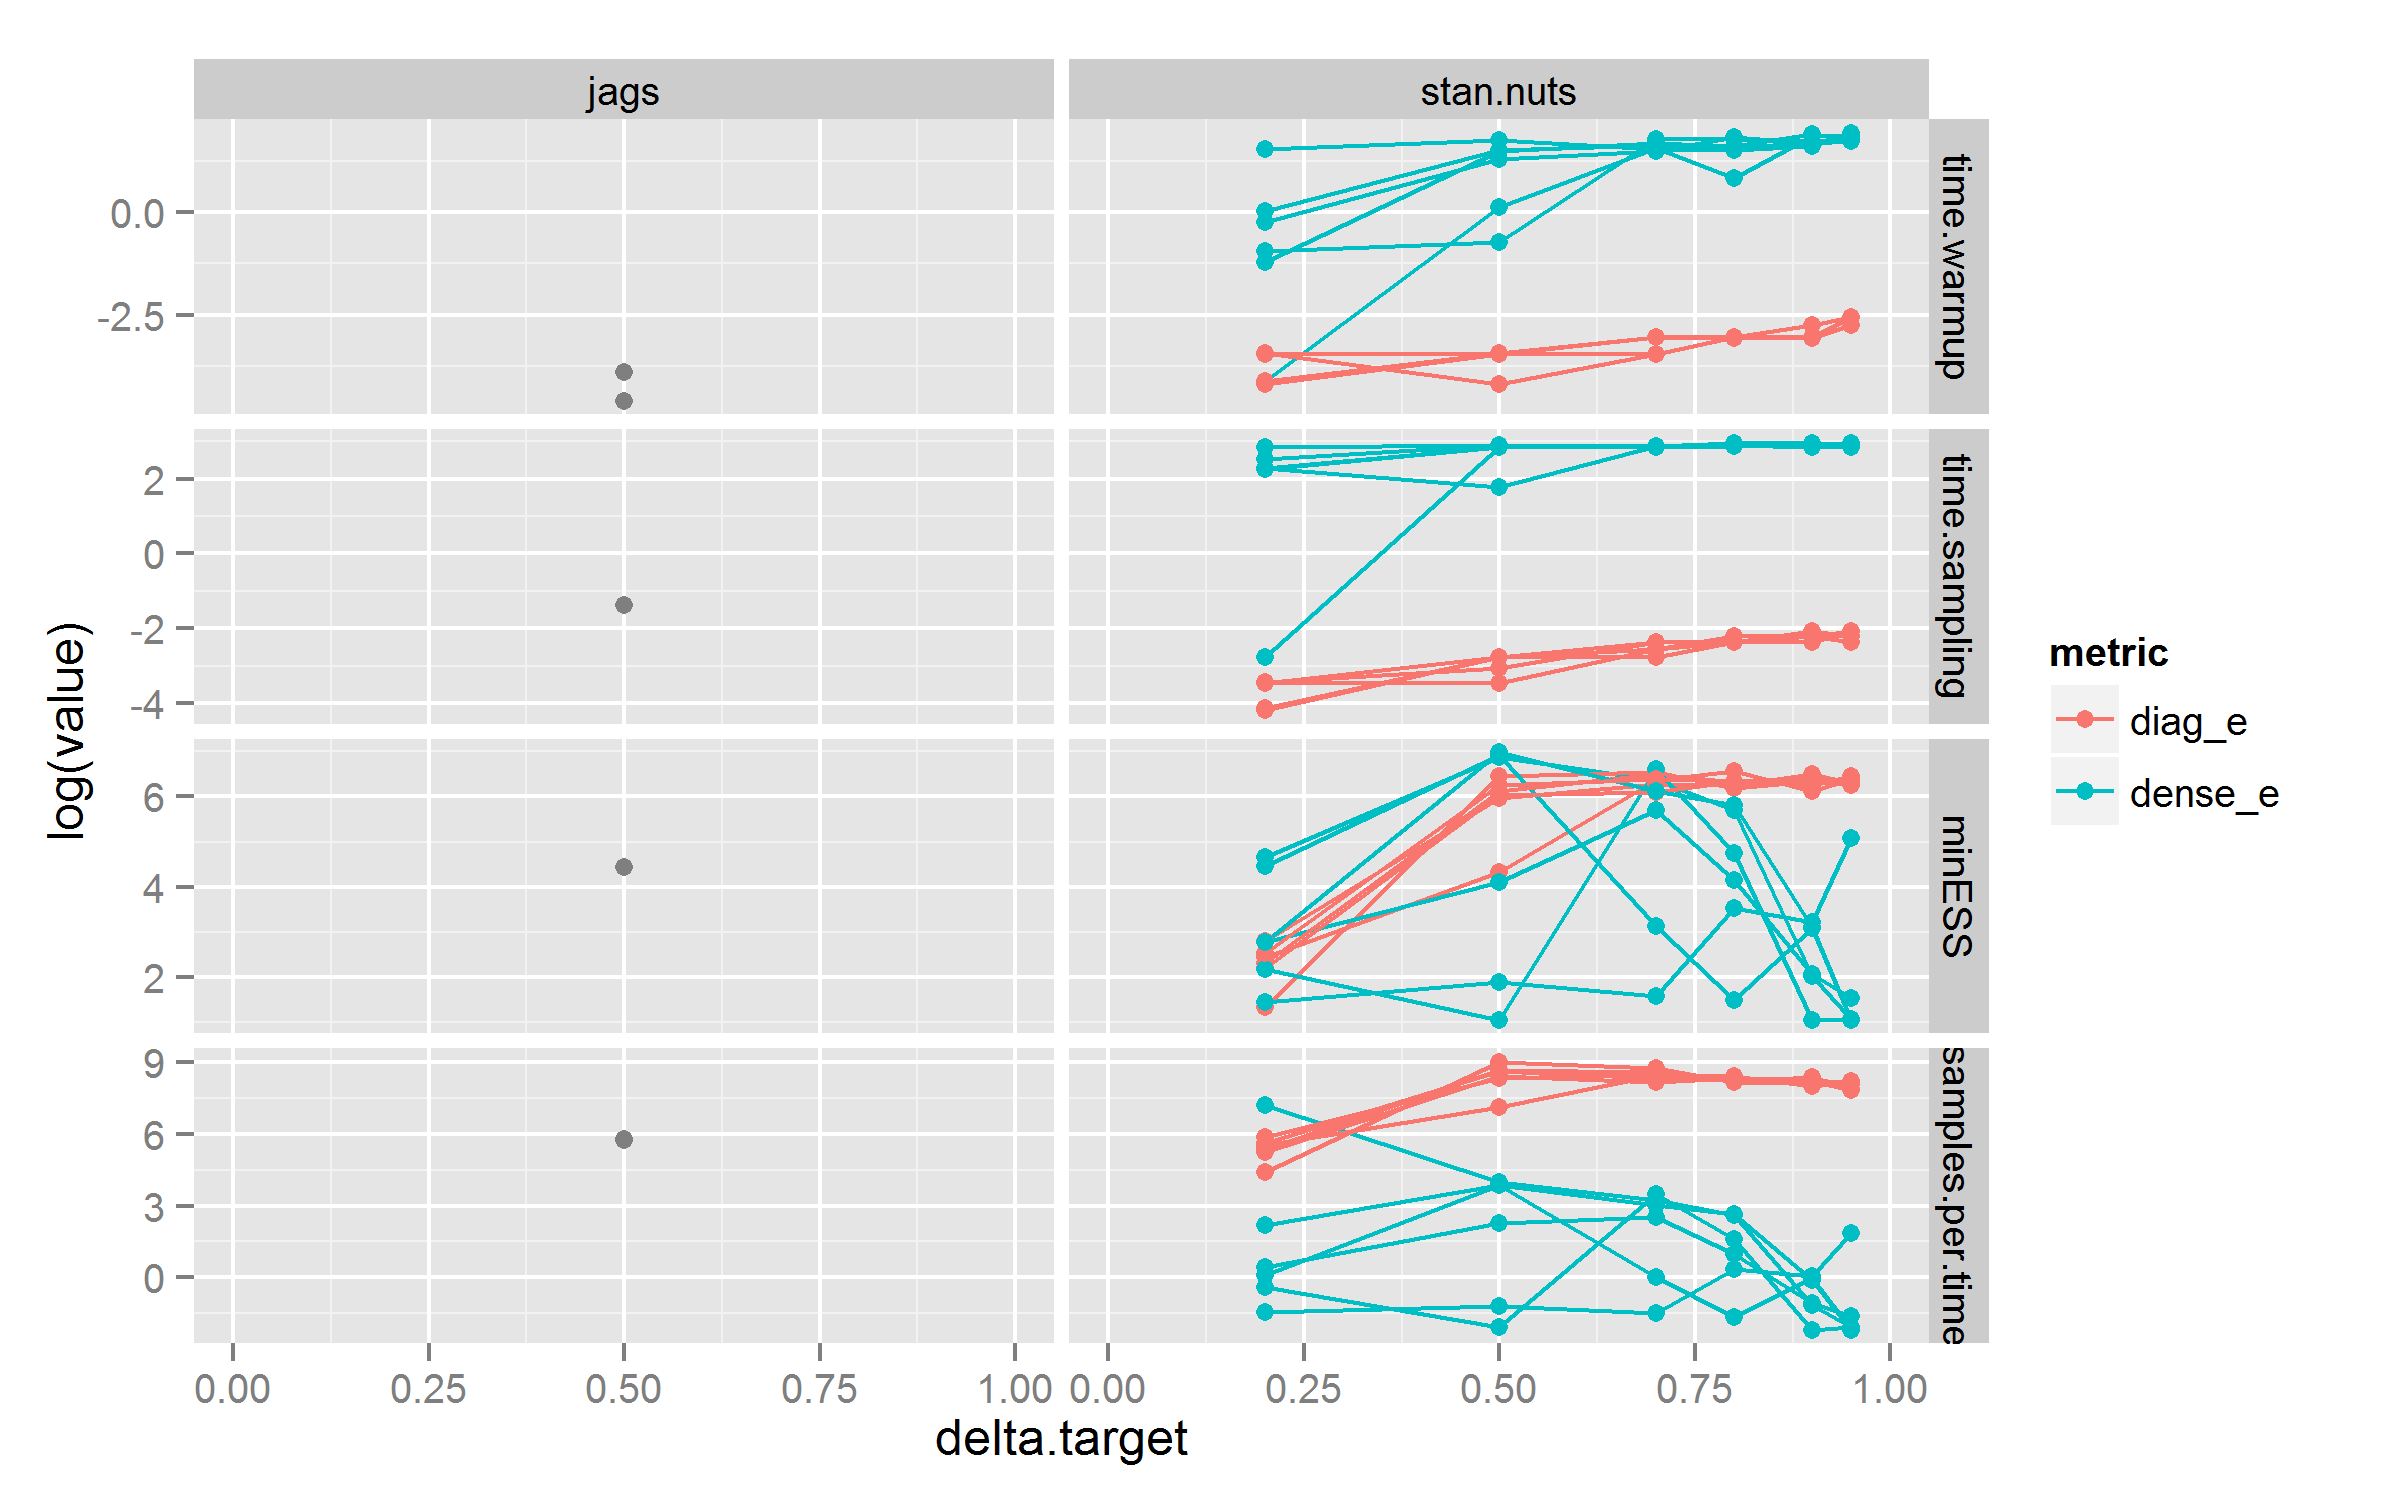 jags
stan.nuts
time.warmup
0.0
-2.5
time.sampling
2
0
-2
-4
minESS
6
4
2
samples.per.time
9
6
3
0
0.00 0.25 0.50 0.75 1.00
0.00 0.25 0.50 0.75 1.00
delta.target
log(value)
metric
diag_e
dense_e